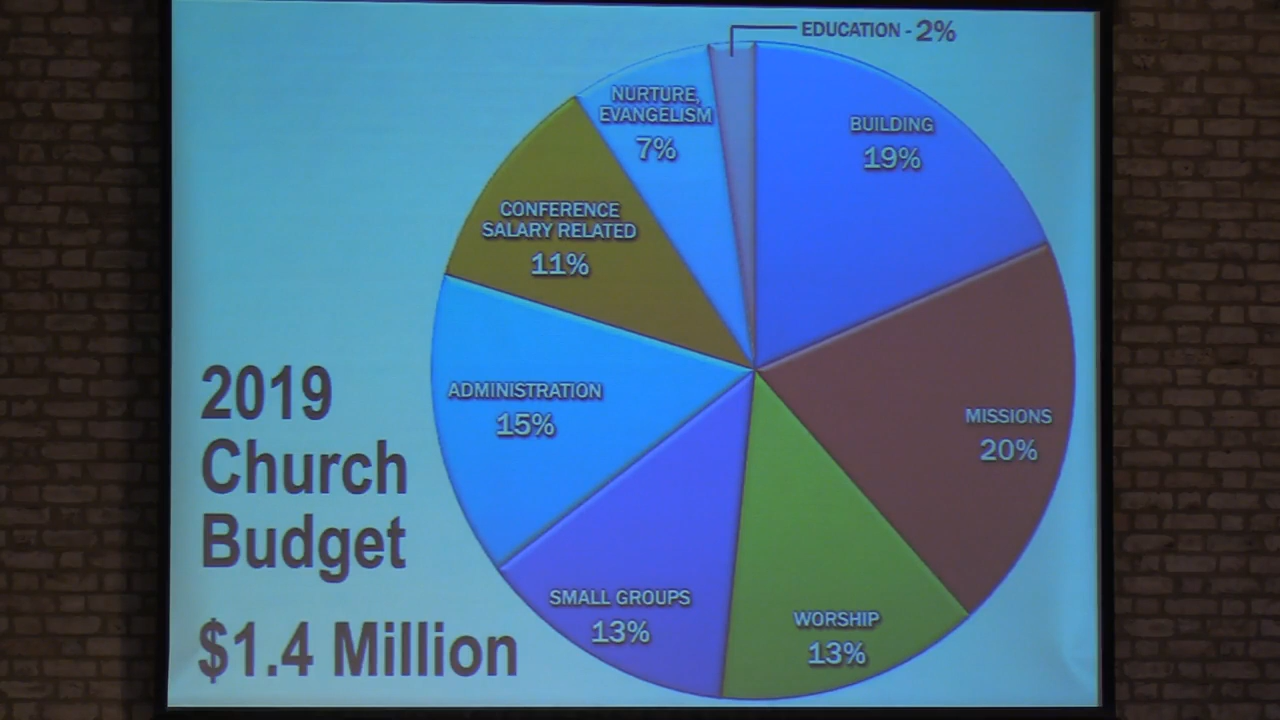 EDUCATION - 2%
BUILDING
19%
NURTURE,
EVANGELISM
7%
CONFERENCE
SALARY RELATED
11%
MISSIONS
20%
ADMINISTRATION
15%
SMALL GROUPS
13%
WORSHIP
13%
2019
Church
Budget
$1.4 Million